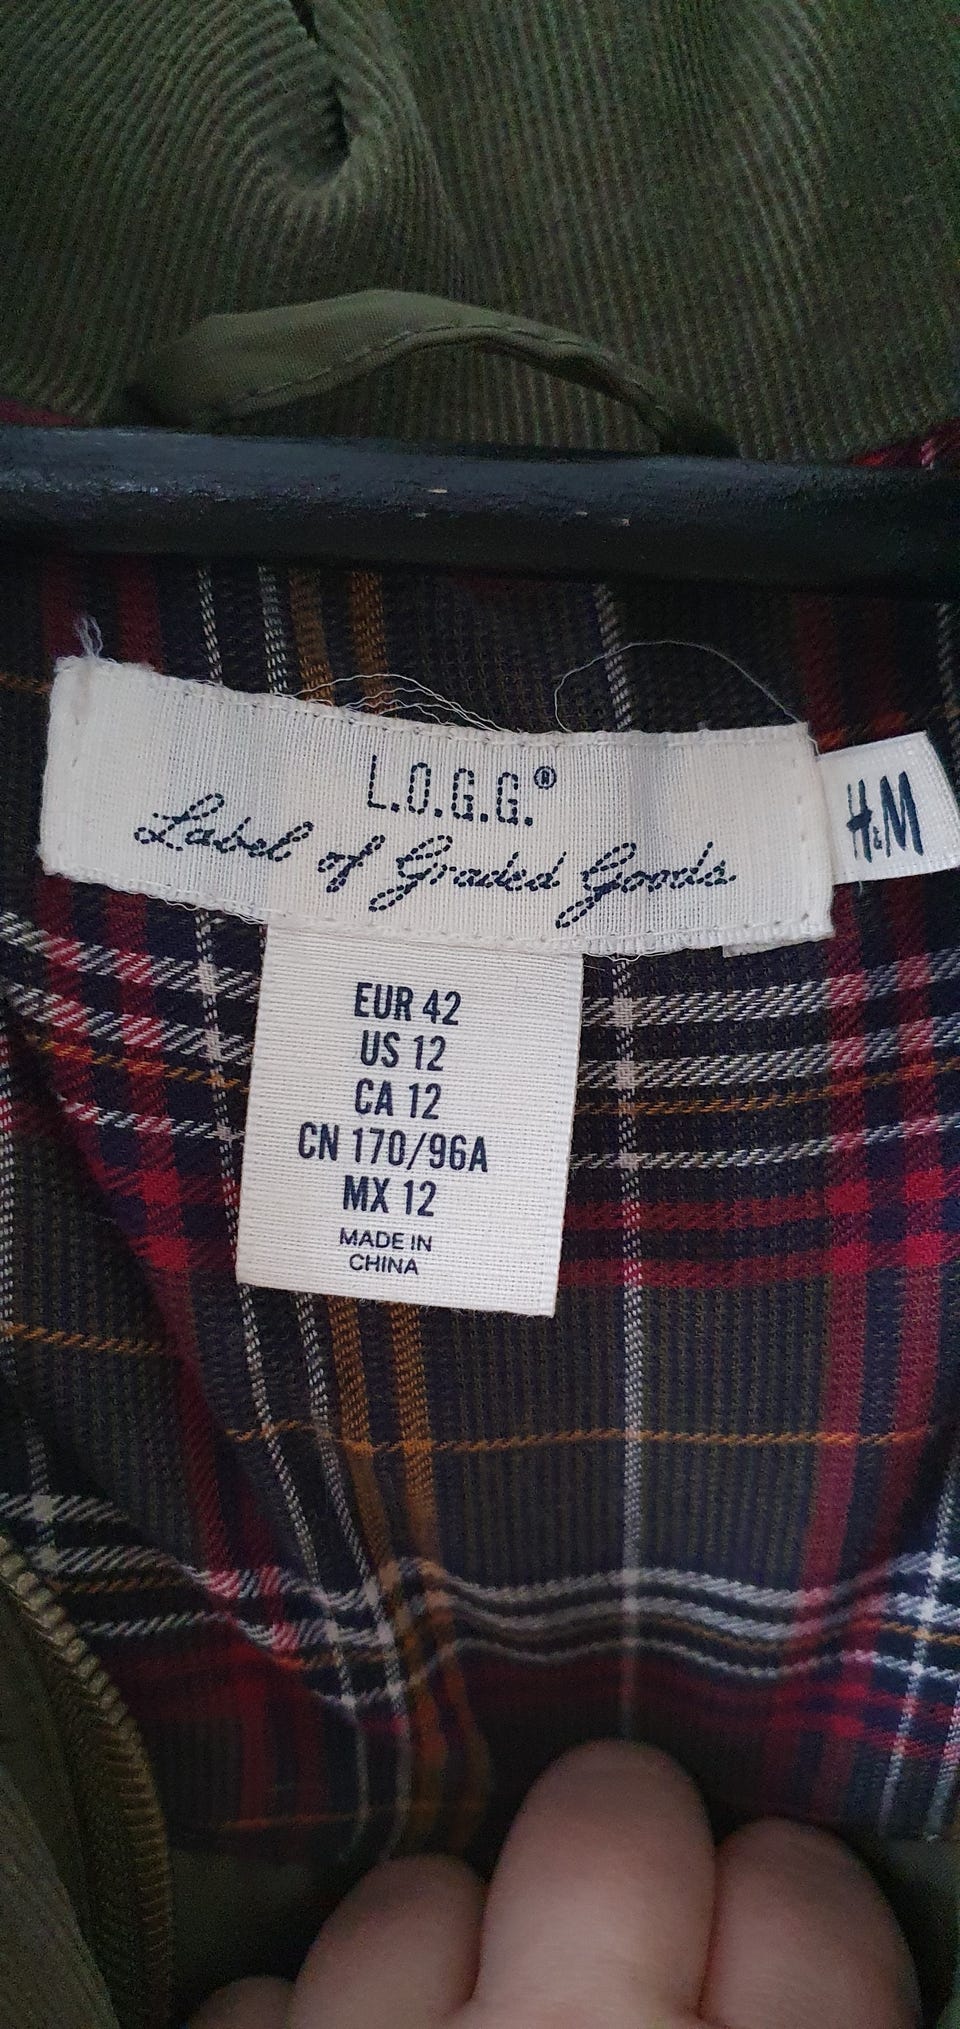 L.O.G.G.®
Label of Graded Goods
H&M
EUR 42
US 12
CA 12
CN 170/96A
MX 12
MADE IN
CHINA